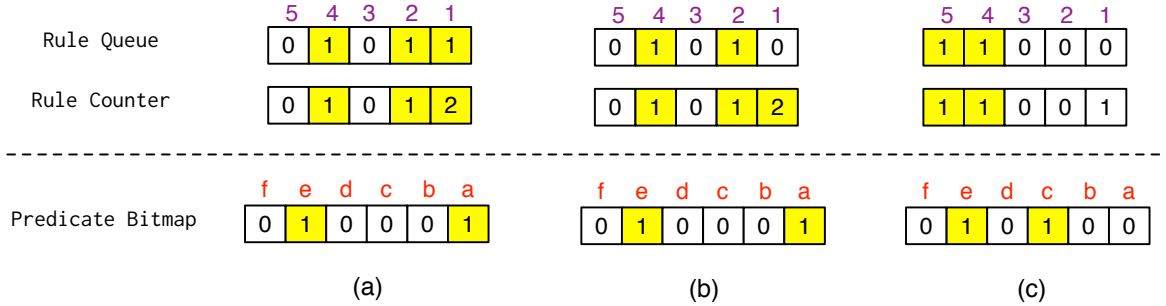 5 4 3 2 1 5 4 3 2 1 5 4 3 2 1
Rule Queue 0 1 0 1 1 0 1 0 1 0 1 1 0 0 0
Rule Counter 0 1 0 1 2 0 1 0 1 2 1 1 0 0 1
f e d c b a f e d c b a f e d c b a
Predicate Bitmap 0 1 0 0 0 1 0 1 0 0 0 1 0 1 0 1 0 0
(a) (b) (c)